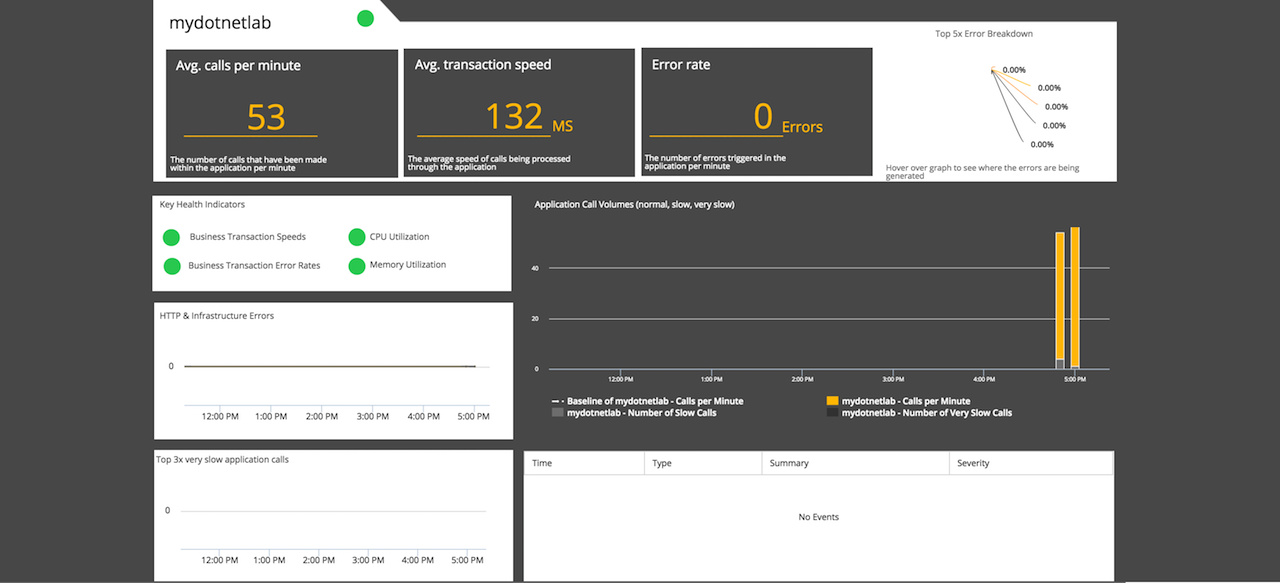 mydotnetlab
Avg. calls per minute
53
The number of calls that have been made
within the application per minute
Avg. transaction speed
132 MS
The average speed of calls being processed
through the application
Error rate
0 Errors
The number of errors triggered in the
application per minute
Top 5x Error Breakdown
0.00%
0.00%
0.00%
0.00%
0.00%
Hover over graph to see where the errors are being
generated
Key Health Indicators
Business Transaction Speeds
CPU Utilization
Business Transaction Error Rates
Memory Utilization
HTTP & Infrastructure Errors
0
12:00 PM 1:00 PM 2:00 PM 3:00 PM 4:00 PM 5:00 PM
Top 3x very slow application calls
0
12:00 PM 1:00 PM 2:00 PM 3:00 PM 4:00 PM 5:00 PM
Application Call Volumes (normal, slow, very slow)
40
20
0
12:00 PM 1:00 PM 2:00 PM 3:00 PM 4:00 PM 5:00 PM
Baseline of mydotnetlab - Calls per Minute
mydotnetlab - Calls per Minute
mydotnetlab - Number of Slow Calls
mydotnetlab - Number of Very Slow Calls
Time Type Summary Severity
No Events